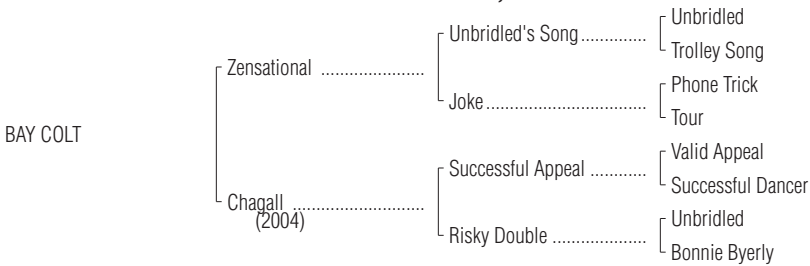 Unbridled
Unbridled's Song..............
Trolley Song
Zensational ......................
Phone Trick
Joke..................................
Tour
BAY COLT
Valid Appeal
Successful Appeal ............
Successful Dancer
Chagall ............................
(2004)
Unbridled
Risky Double ....................
Bonnie Byerly